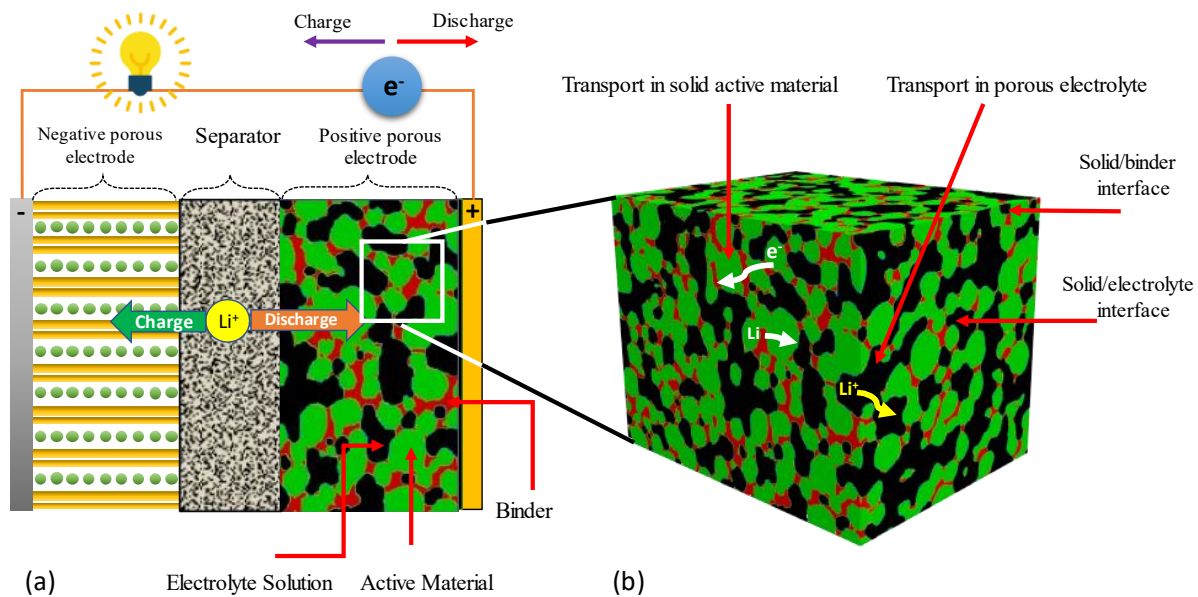 Charge
Discharge
e-
Negative porous
electrode
Separator
Positive porous
electrode
-
+
Charge
Li+
Discharge
Binder
Electrolyte Solution
Active Material
(a)
Transport in solid active material
Transport in porous electrolyte
Solid/binder
interface
Solid/electrolyte
interface
e-
Li
Li+
(b)